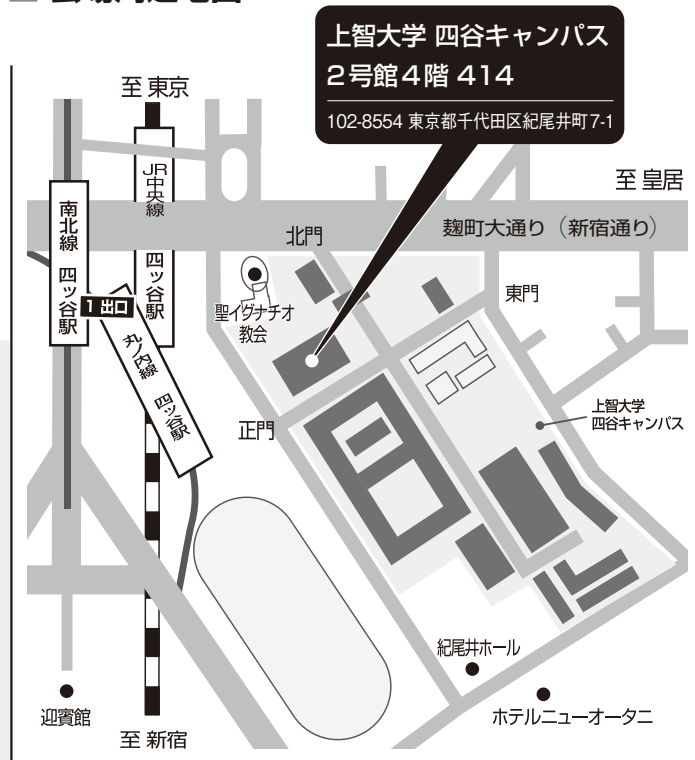 上智大学 四谷キャンパス
2号館4階 414
102-8554 東京都千代田区紀尾井町7-1
至 東京
JR中央線 四ツ谷駅
南北線 四ツ谷駅
1 出口
丸ノ内線 四ツ谷駅
至 皇居
麹町大通り（新宿通り）
北門
東門
聖イグナチオ
教会
正門
上智大学
四谷キャンパス
紀尾井ホール
ホテルニューオータニ
迎賓館
至 新宿